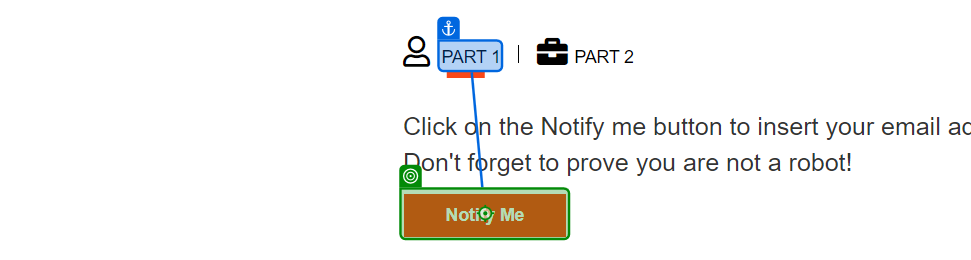 PART 1 | PART 2
Click on the Notify me button to insert your email
Don't forget to prove you are not a robot!
Notify Me